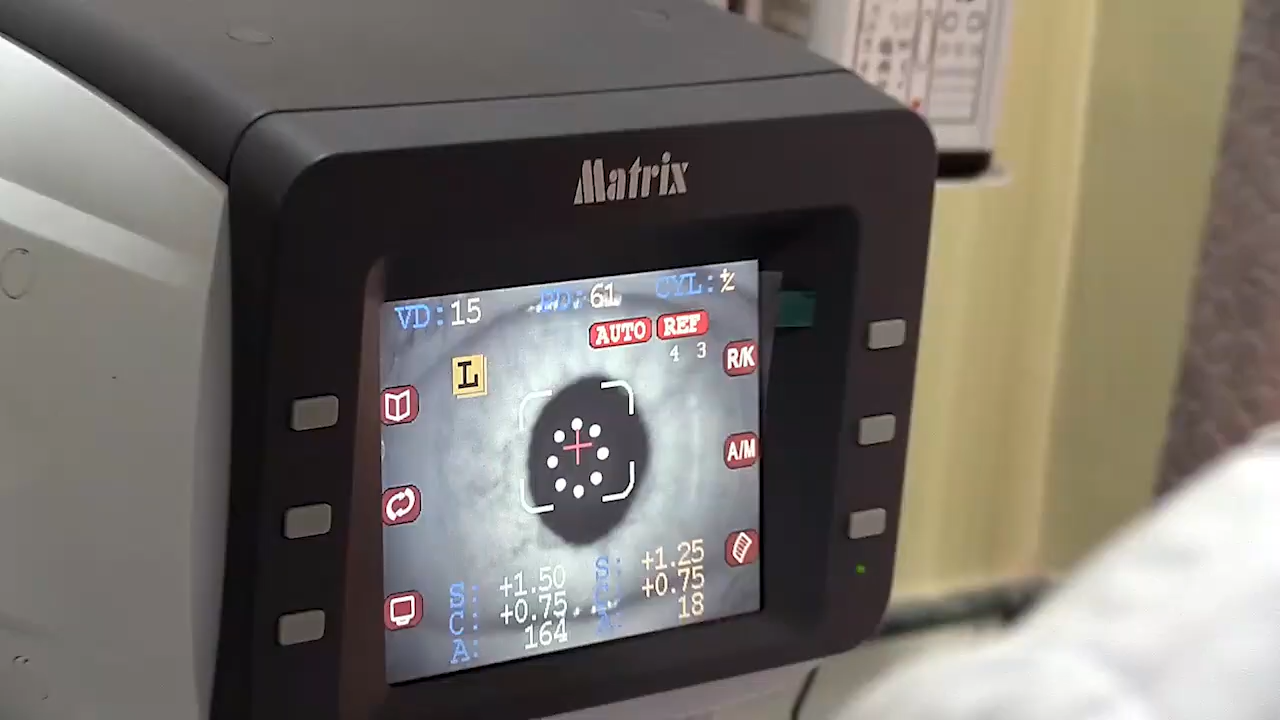 Matrix
VD:15 PD:61 CYL:±
AUTO REF
4 3
L
R/K
A/M
S: +1.50 S: +1.25
C: +0.75 C: +0.75
A: 164 A: 18